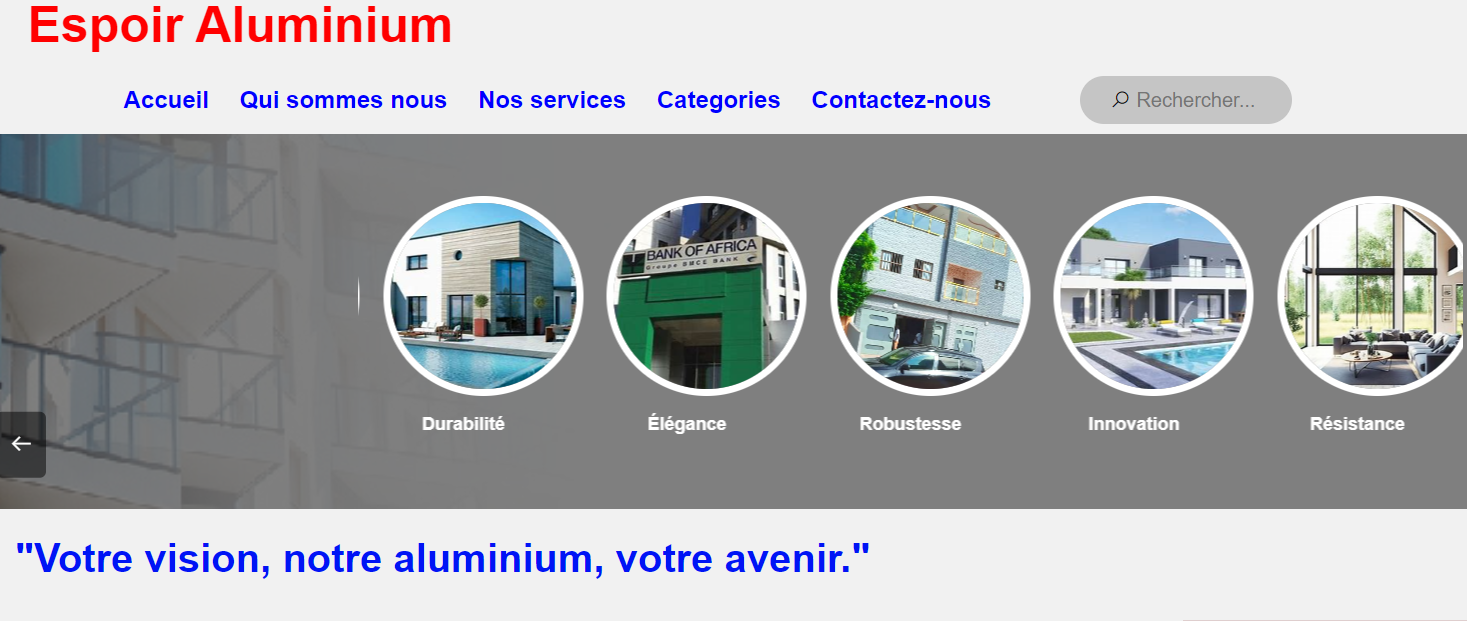 Espoir Aluminium
Accueil Qui sommes nous Nos services Categories Contactez-nous Rechercher...
BANK OF AFRICA
Groupe BMCE BANK
Durabilité Élégance Robustesse Innovation Résistance
"Votre vision, notre aluminium, votre avenir."